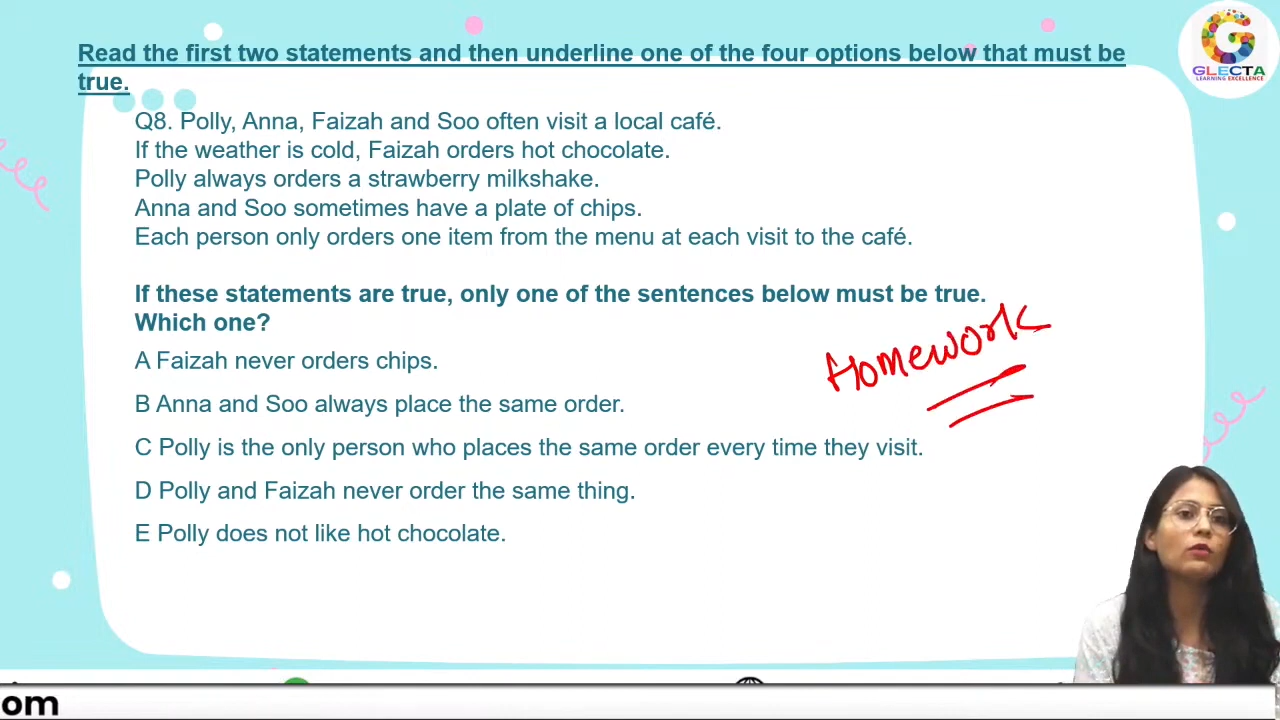 Read the first two statements and then underline one of the four options below that must be
true.
GLECTA
LEARNING EXCELLENCE
Q8. Polly, Anna, Faizah and Soo often visit a local café.
If the weather is cold, Faizah orders hot chocolate.
Polly always orders a strawberry milkshake.
Anna and Soo sometimes have a plate of chips.
Each person only orders one item from the menu at each visit to the café.
If these statements are true, only one of the sentences below must be true.
Which one?
Homework
A Faizah never orders chips.
B Anna and Soo always place the same order.
C Polly is the only person who places the same order every time they visit.
D Polly and Faizah never order the same thing.
E Polly does not like hot chocolate.
om